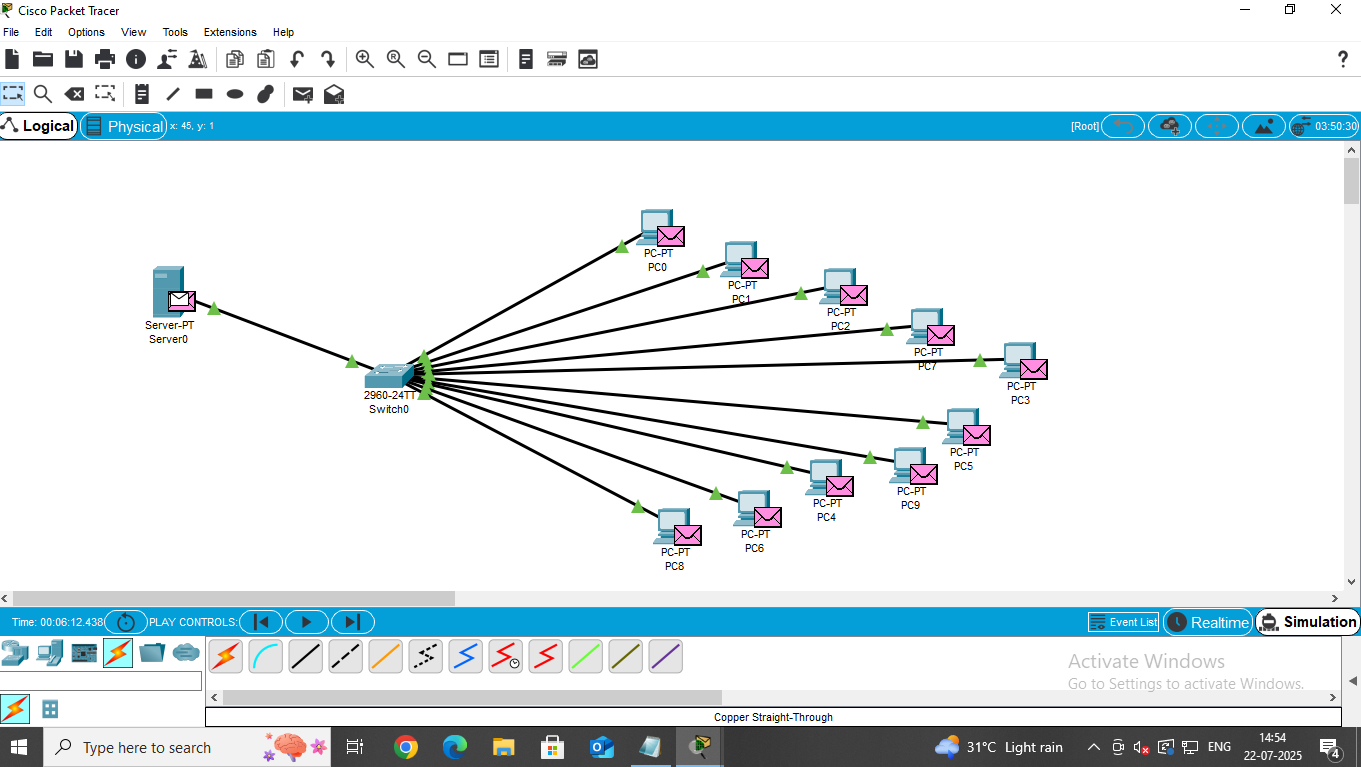 Cisco Packet Tracer
File Edit Options View Tools Extensions Help
?
Logical Physical x: 45, y: 1 [Root] 03:50:30
PC-PT
PC0
PC-PT
PC1
PC-PT
PC2
Server-PT
Server0
PC-PT
PC7
PC-PT
PC3
2960-24TT
Switch0
PC-PT
PC5
PC-PT
PC9
PC-PT
PC4
PC-PT
PC6
PC-PT
PC8
Time: 00:06:12.438 PLAY CONTROLS: Event List Realtime Simulation
Activate Windows
Go to Settings to activate Windows.
Copper Straight-Through
Type here to search 31°C Light rain ENG 14:54
22-07-2025
4